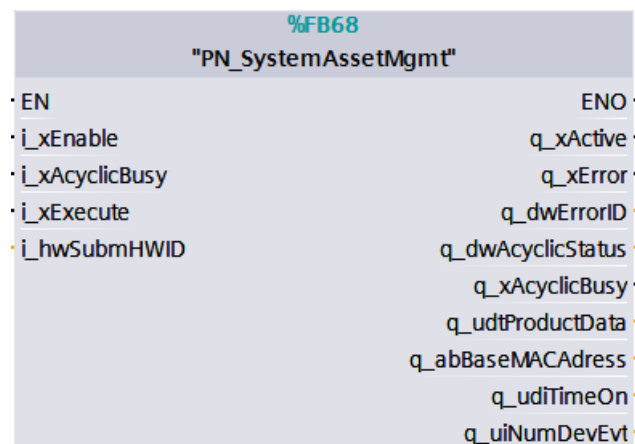 %FB68
"PN_SystemAssetMgmt"
EN ENO
i_xEnable q_xActive
i_xAcyclicBusy q_xError
i_xExecute q_dwErrorID
i_hwSubmHWID q_dwAcyclicStatus
q_xAcyclicBusy
q_udtProductData
q_abBaseMACAdress
q_udiTimeOn
q_uiNumDevEvt